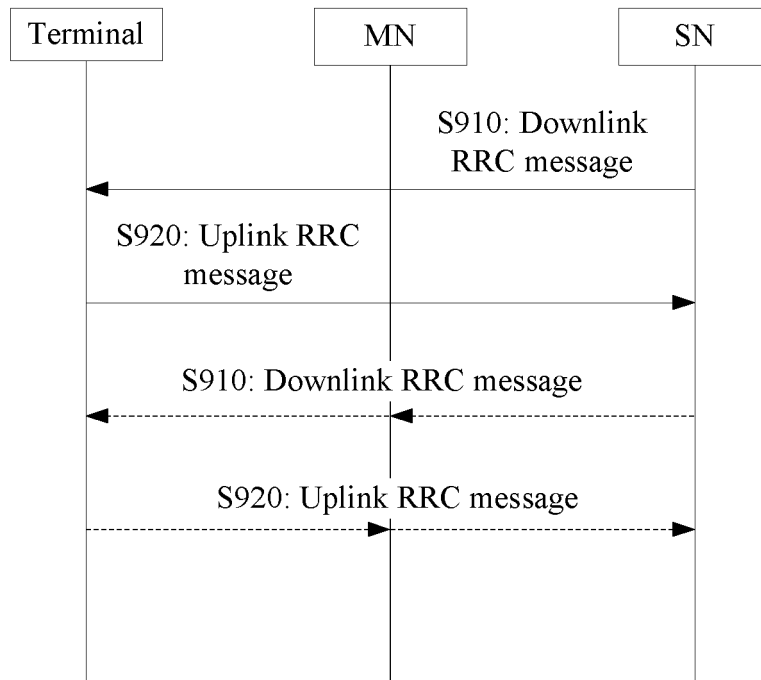 Terminal
MN
SN
S910: Downlink
RRC message
S920: Uplink RRC
message
S910: Downlink RRC message
S920: Uplink RRC message